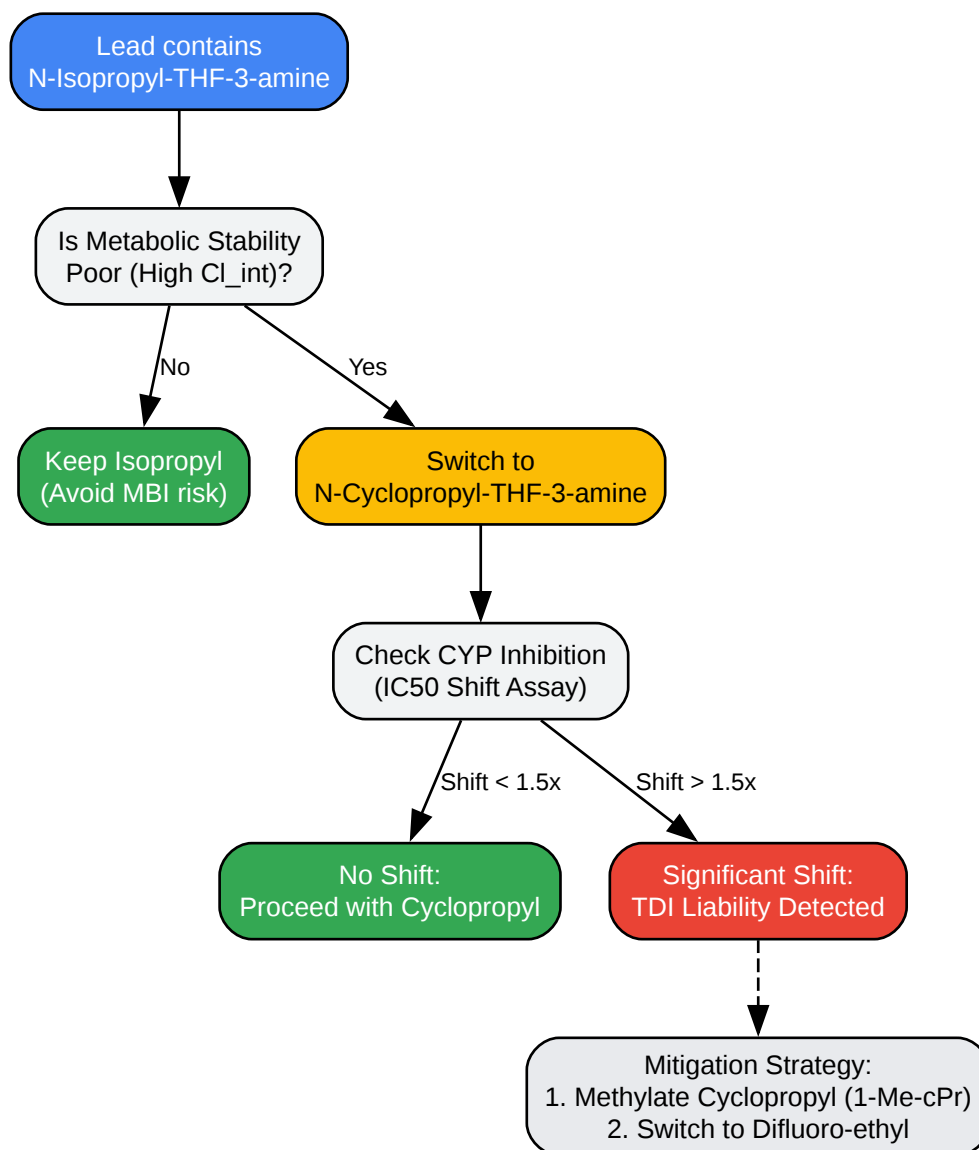 Lead contains
N-Isopropyl-THF-3-amine
Is Metabolic Stability
Poor (High Cl_int)?
No
Yes
Keep Isopropyl
(Avoid MBI risk)
Switch to
N-Cyclopropyl-THF-3-amine
Check CYP Inhibition
(IC50 Shift Assay)
Shift < 1.5x
Shift > 1.5x
No Shift:
Proceed with Cyclopropyl
Significant Shift:
TDI Liability Detected
Mitigation Strategy:
1. Methylate Cyclopropyl (1-Me-cPr)
2. Switch to Difluoro-ethyl